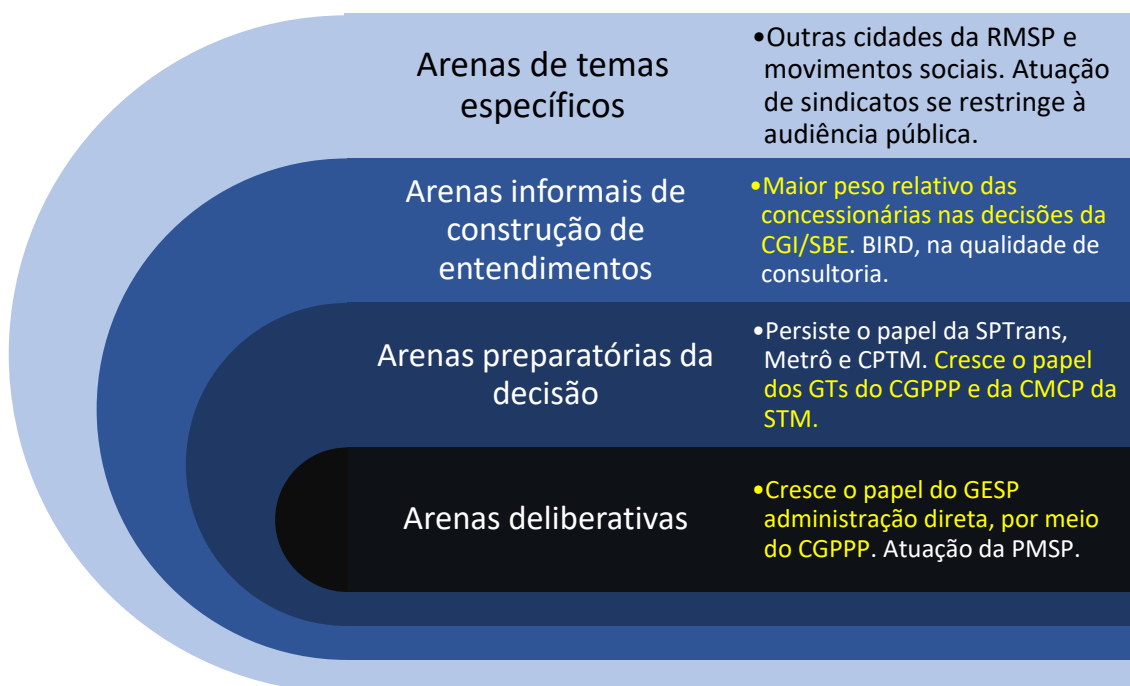 Arenas de temas
específicos
•Outras cidades da RMSP e
movimentos sociais. Atuação
de sindicatos se restringe à
audiência pública.
Arenas informais de
construção de
entendimentos
•Maior peso relativo das
concessionárias nas decisões da
CGI/SBE. BIRD, na qualidade de
consultoria.
Arenas preparatórias da
decisão
•Persiste o papel da SPTrans,
Metrô e CPTM. Cresce o papel
dos GTs do CGPPP e da CMCP da
STM.
Arenas deliberativas
•Cresce o papel do GESP
administração direta, por meio
do CGPPP. Atuação da PMSP.